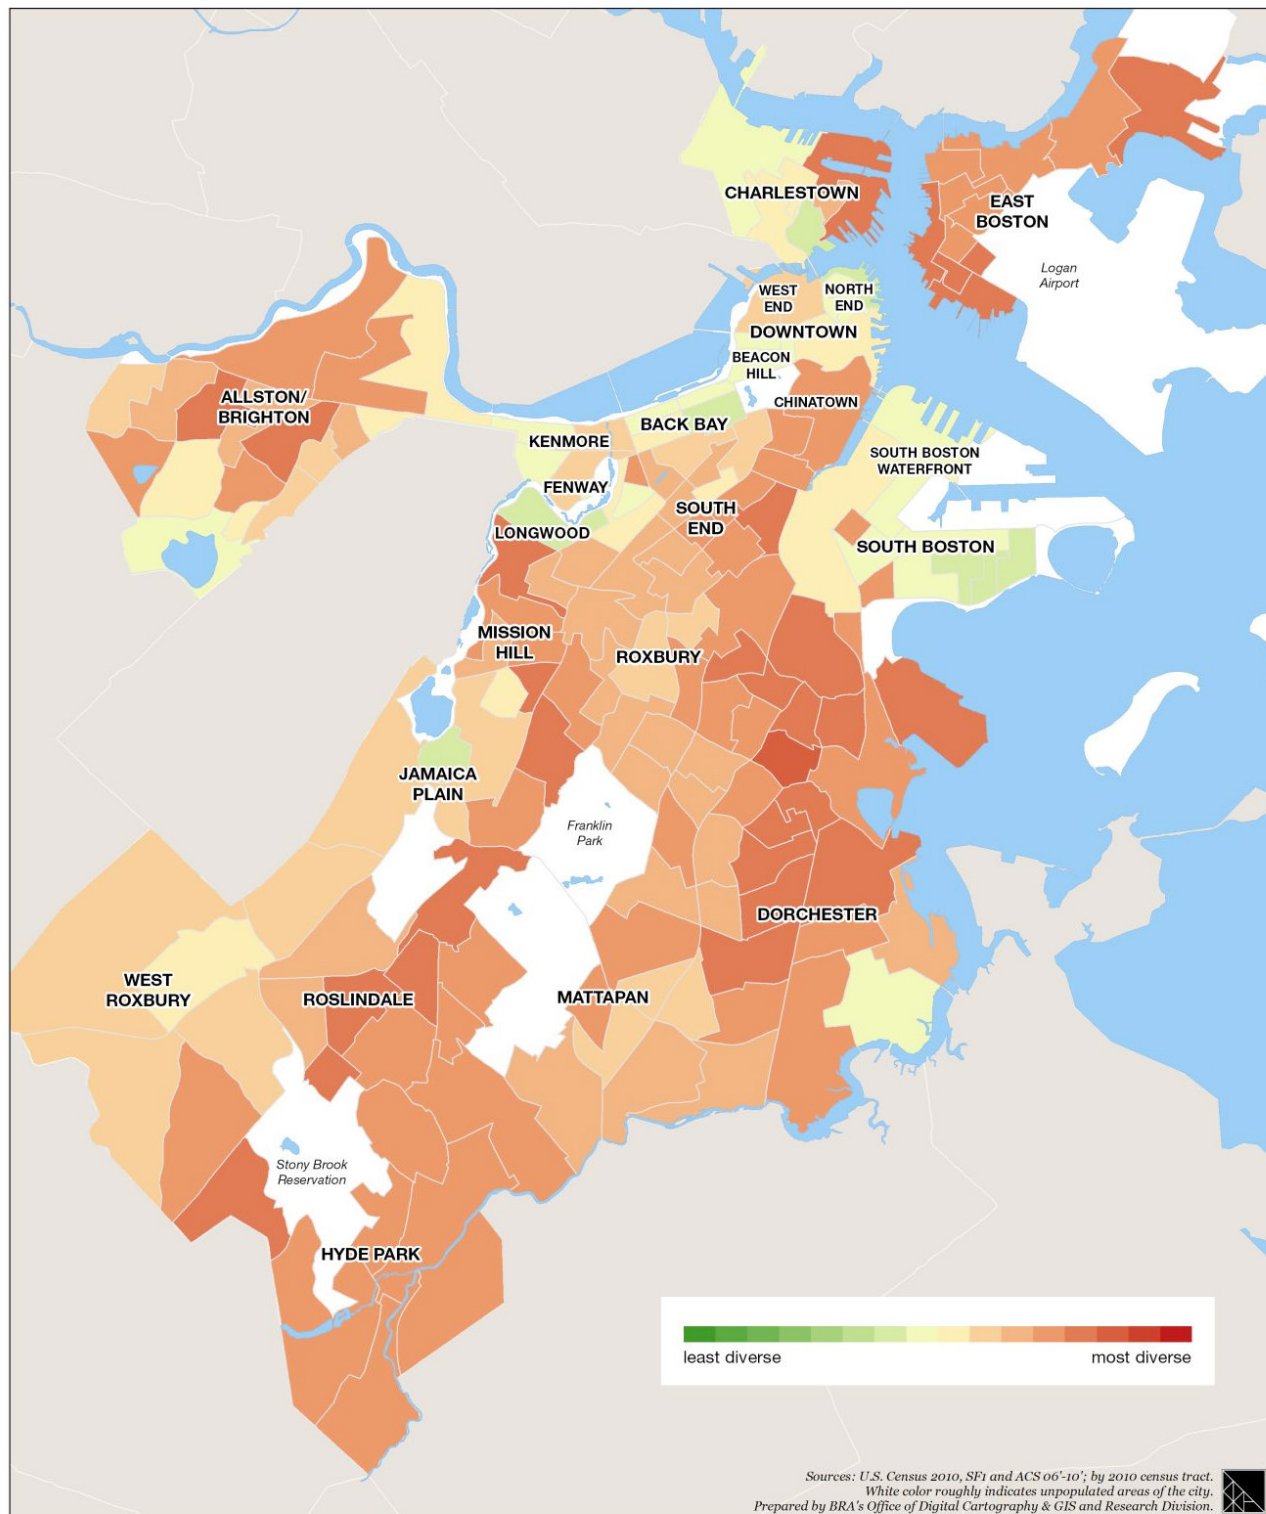 CHARLESTOWN
EAST
BOSTON
Logan
Airport
WEST
END
NORTH
END
DOWNTOWN
BEACON
HILL
ALLSTON/
BRIGHTON
CHINATOWN
BACK BAY
KENMORE
SOUTH BOSTON
WATERFRONT
FENWAY
SOUTH
END
LONGWOOD
SOUTH BOSTON
MISSION
HILL
ROXBURY
JAMAICA
PLAIN
Franklin
Park
DORCHESTER
WEST
ROXBURY
ROSLINDALE
MATTAPAN
Stony Brook
Reservation
HYDE PARK
least diverse
most diverse
Sources: U.S. Census 2010, SF1 and ACS 06'-10'; by 2010 census tract.
White color roughly indicates unpopulated areas of the city.
Prepared by BRA's Office of Digital Cartography & GIS and Research Division.